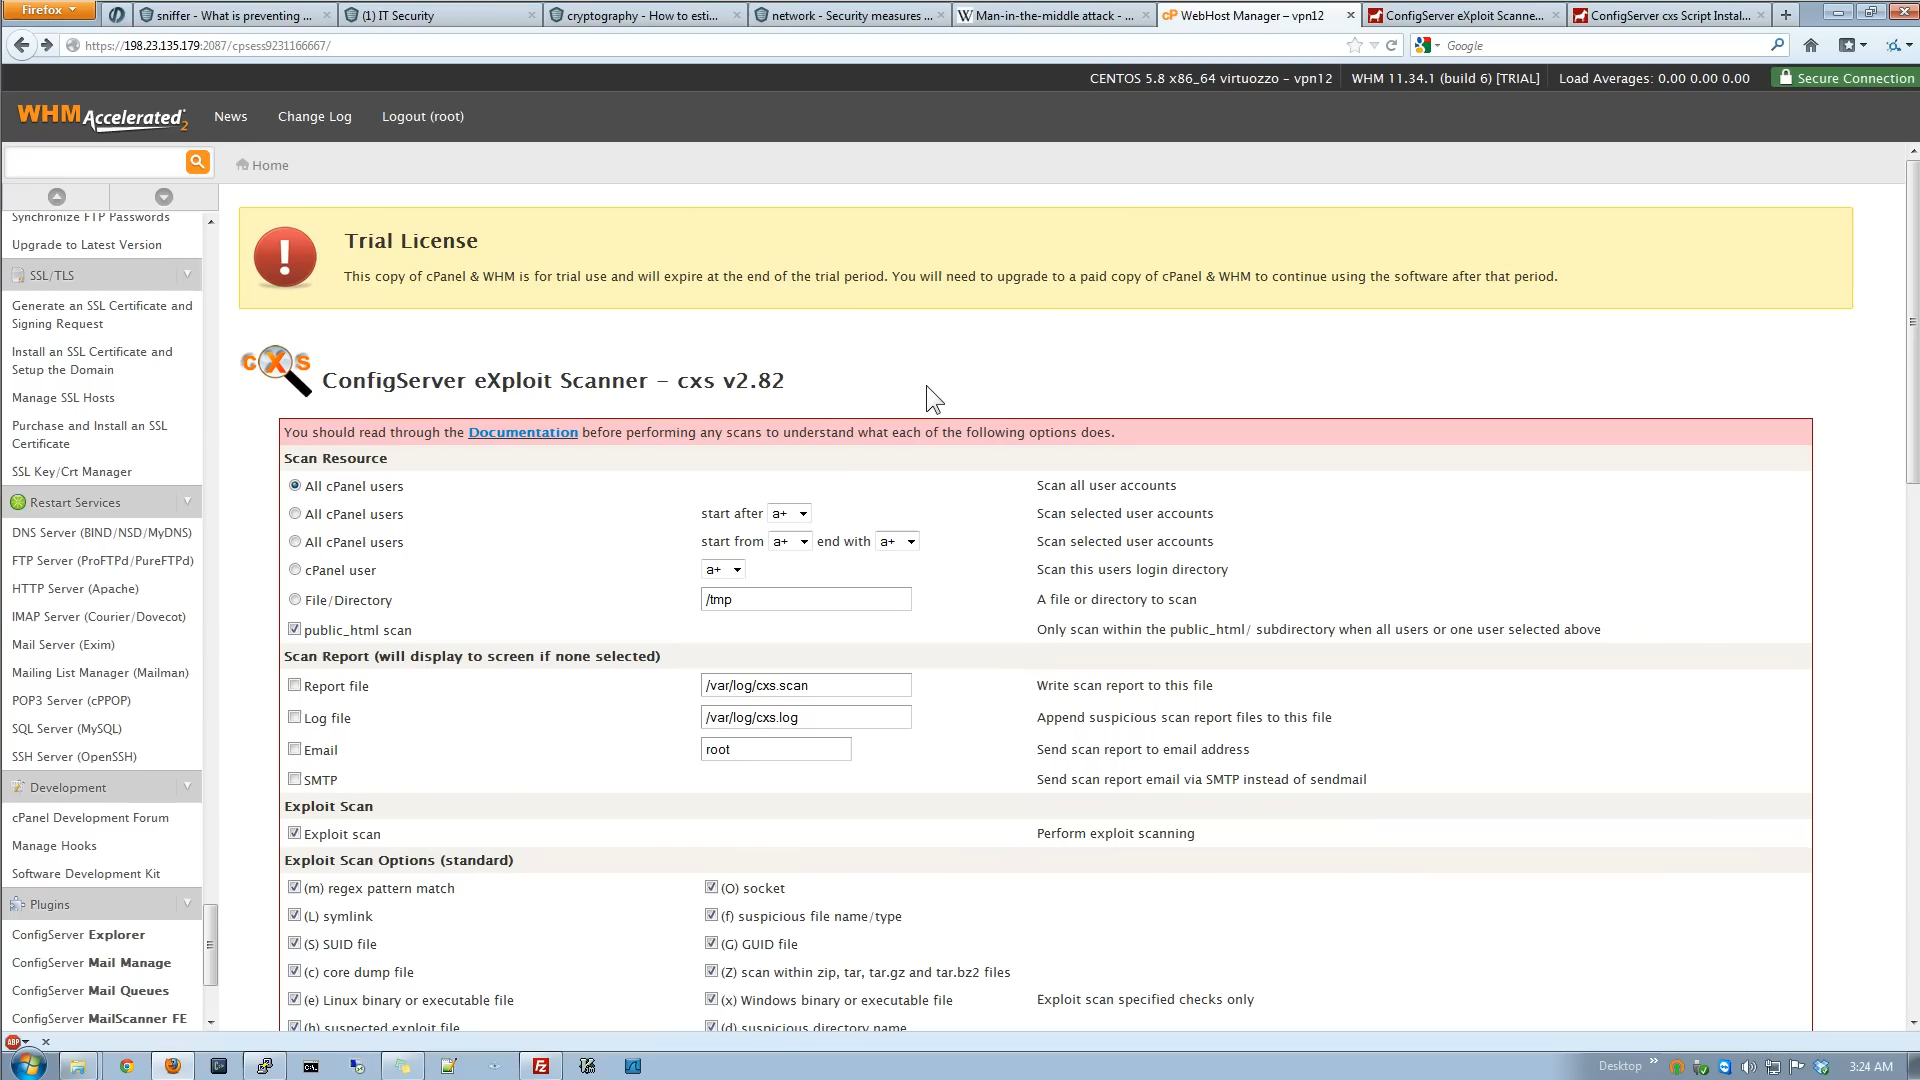 Firefox
sniffer - What is preventing ...
(1) IT Security
cryptography - How to esti...
network - Security measures ...
Man-in-the-middle attack - ...
cP WebHost Manager – vpn12
ConfigServer eXploit Scanne...
ConfigServer cxs Script Instal...
https://198.23.135.179:2087/cpsess9231166667/
Google
CENTOS 5.8 x86_64 virtuozzo – vpn12 WHM 11.34.1 (build 6) [TRIAL] Load Averages: 0.00 0.00 0.00 Secure Connection
WHM Accelerated2 News Change Log Logout (root)
Home
Synchronize FTP Passwords
Upgrade to Latest Version
SSL/TLS
Generate an SSL Certificate and
Signing Request
Install an SSL Certificate and
Setup the Domain
Manage SSL Hosts
Purchase and Install an SSL
Certificate
SSL Key/Crt Manager
Restart Services
DNS Server (BIND/NSD/MyDNS)
FTP Server (ProFTPd/PureFTPd)
HTTP Server (Apache)
IMAP Server (Courier/Dovecot)
Mail Server (Exim)
Mailing List Manager (Mailman)
POP3 Server (cPPOP)
SQL Server (MySQL)
SSH Server (OpenSSH)
Development
cPanel Development Forum
Manage Hooks
Software Development Kit
Plugins
ConfigServer Explorer
ConfigServer Mail Manage
ConfigServer Mail Queues
ConfigServer MailScanner FE
Trial License
This copy of cPanel & WHM is for trial use and will expire at the end of the trial period. You will need to upgrade to a paid copy of cPanel & WHM to continue using the software after that period.
cXs
ConfigServer eXploit Scanner – cxs v2.82
You should read through the Documentation before performing any scans to understand what each of the following options does.
Scan Resource
All cPanel users Scan all user accounts
All cPanel users start after a+ Scan selected user accounts
All cPanel users start from a+ end with a+ Scan selected user accounts
cPanel user a+ Scan this users login directory
File/Directory /tmp A file or directory to scan
public_html scan Only scan within the public_html/ subdirectory when all users or one user selected above
Scan Report (will display to screen if none selected)
Report file /var/log/cxs.scan Write scan report to this file
Log file /var/log/cxs.log Append suspicious scan report files to this file
Email root Send scan report to email address
SMTP Send scan report email via SMTP instead of sendmail
Exploit Scan
Exploit scan Perform exploit scanning
Exploit Scan Options (standard)
(m) regex pattern match (O) socket
(L) symlink (f) suspicious file name/type
(S) SUID file (G) GUID file
(c) core dump file (Z) scan within zip, tar, tar.gz and tar.bz2 files
(e) Linux binary or executable file (x) Windows binary or executable file Exploit scan specified checks only
(h) suspected exploit file (d) suspicious directory name
ABP
Desktop
3:24 AM